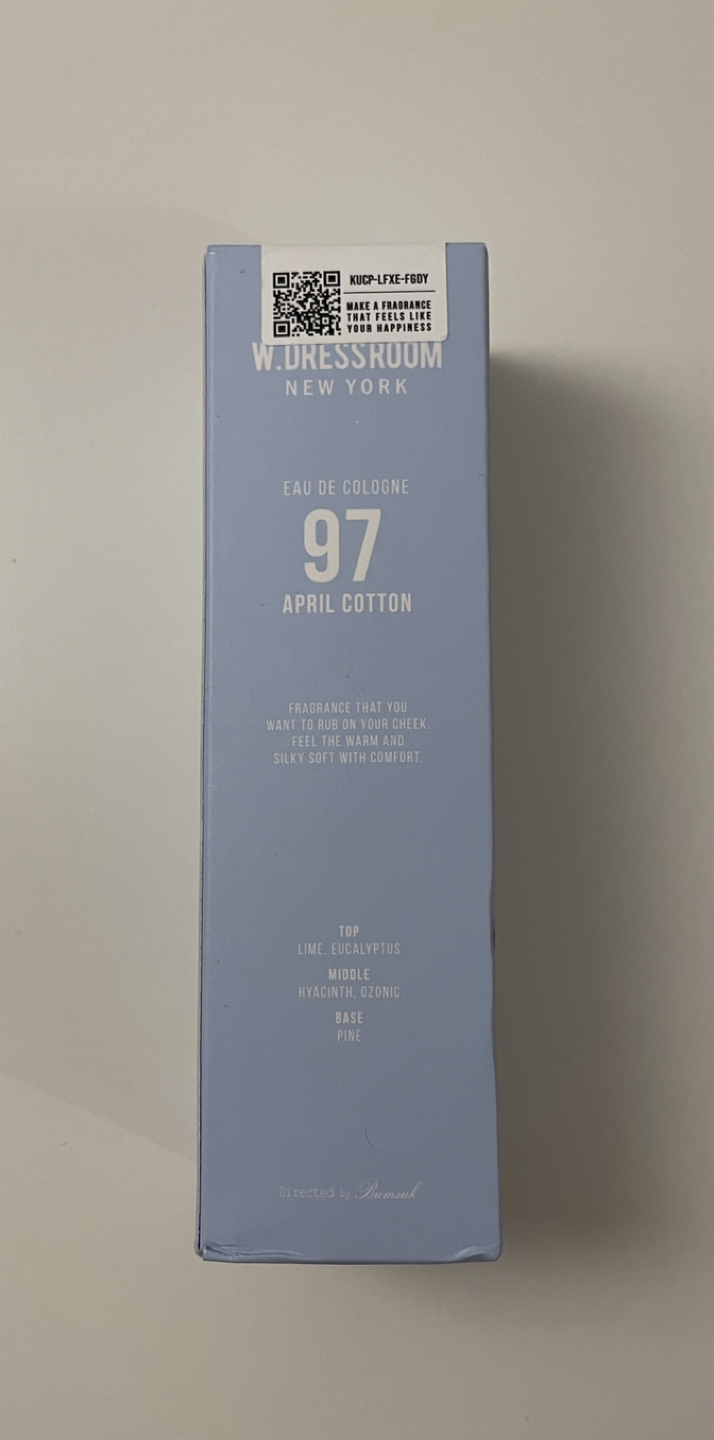 KUCP-LFXE-F6DY
MAKE A FRAGRANCE
THAT FEELS LIKE
YOUR HAPPINESS
W.DRESSROOM
NEW YORK
EAU DE COLOGNE
97
APRIL COTTON
FRAGRANCE THAT YOU
WANT TO RUB ON YOUR CHEEK.
FEEL THE WARM AND
SILKY SOFT WITH COMFORT.
TOP
LIME, EUCALYPTUS
MIDDLE
HYACINTH, OZONIC
BASE
PINE
Directed by Bumsuk